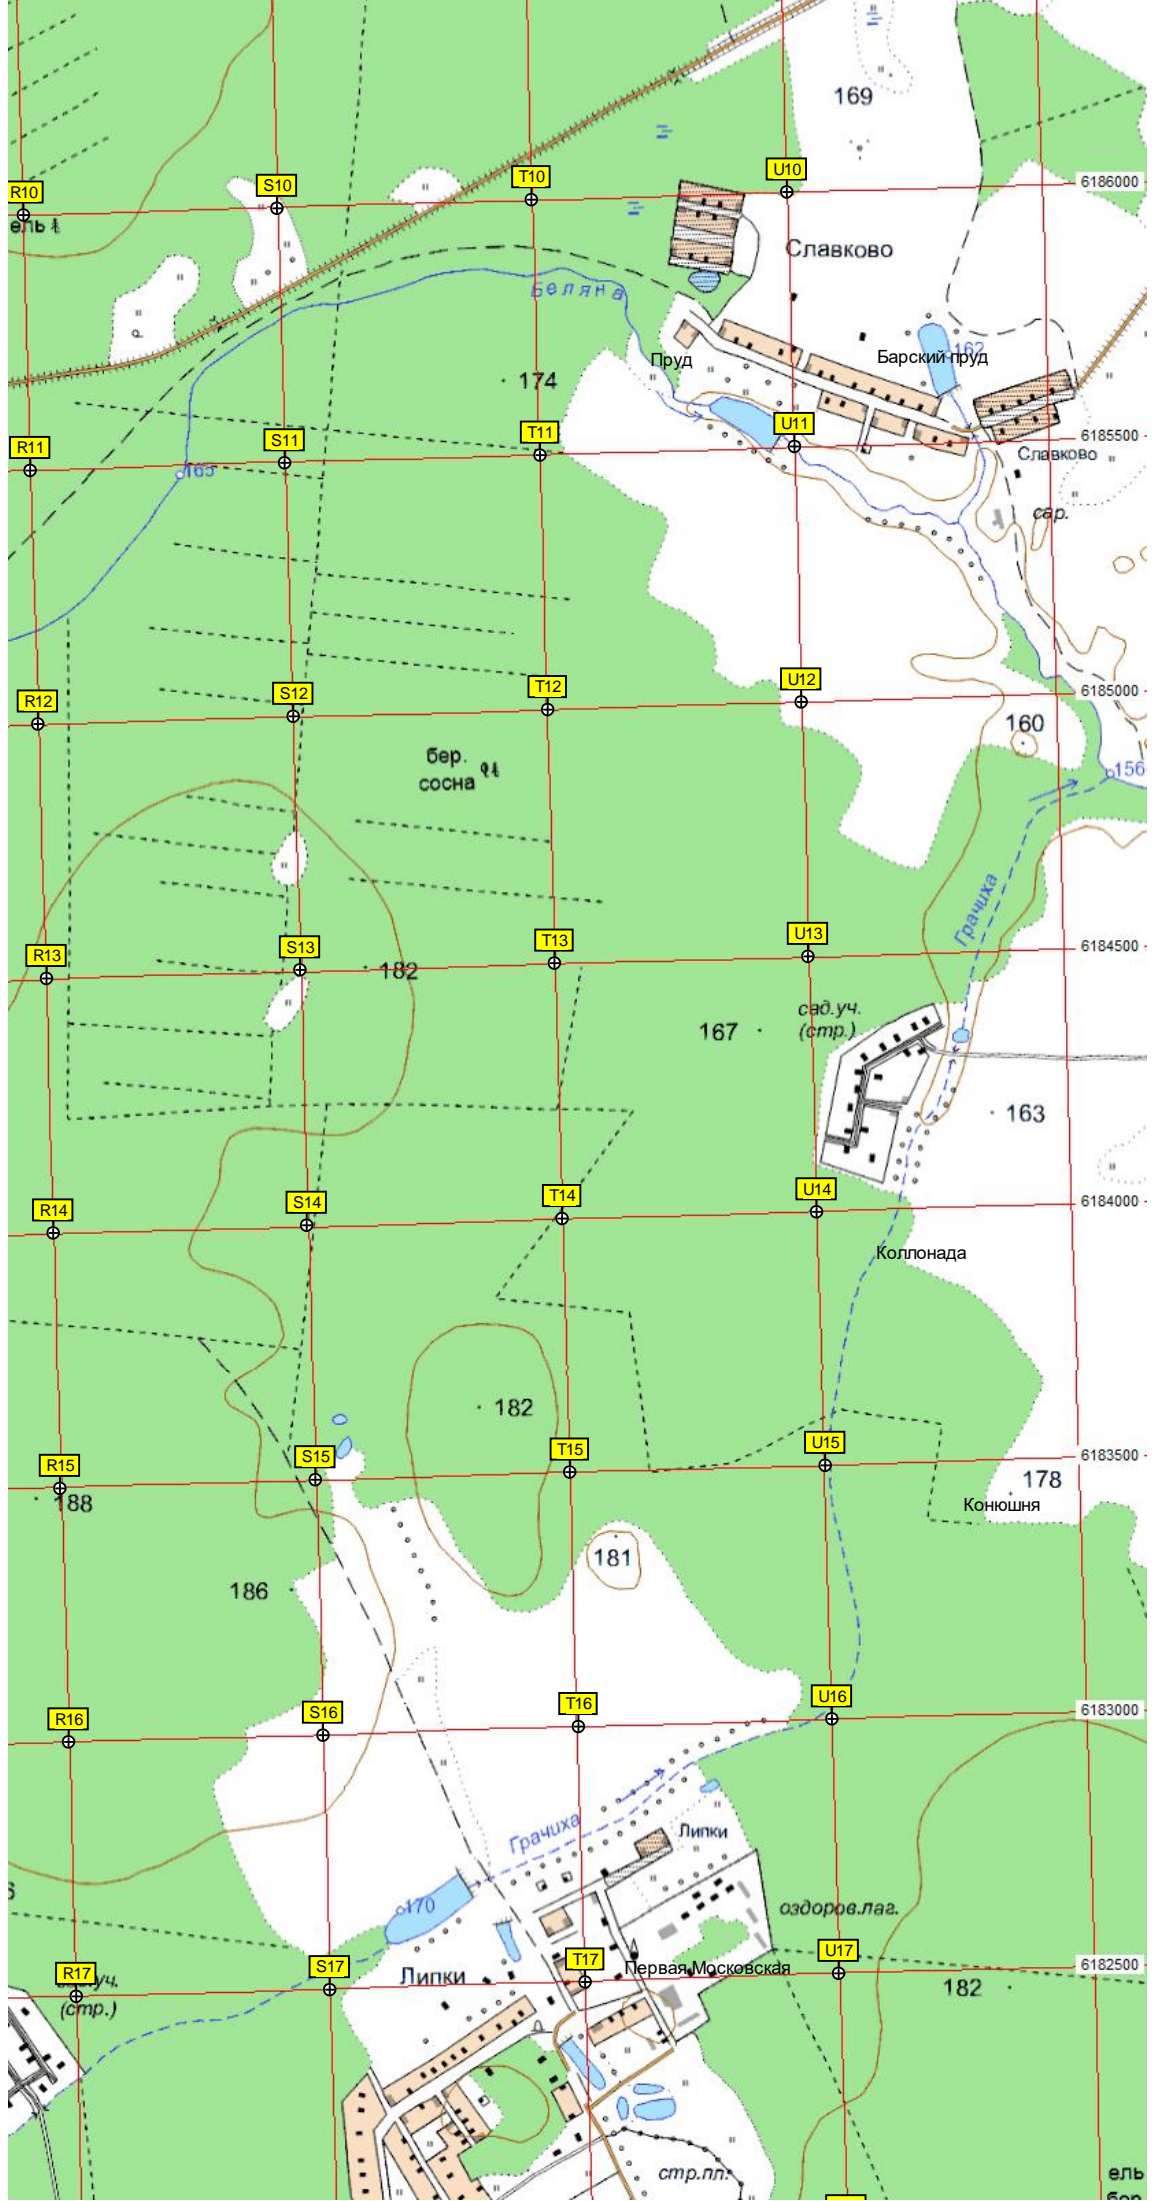 169
U10
T10
S10
R10
6186000
ель
Славково
Беляна
162
Пруд
Барский пруд
174
U11
T11
S11
R11
6185500
Славково
165
сар.
U12
T12
S12
R12
6185000
160
бер.
сосна
156
Грачиха
U13
T13
S13
R13
6184500
182
сад.уч.
(стр.)
167
163
U14
T14
S14
R14
6184000
Коллонада
182
U15
T15
S15
R15
6183500
178
188
Конюшня
181
186
U16
T16
S16
R16
6183000
Грачиха
Липки
170
оздоров.лаг.
U17
T17
S17
R17
6182500
Первая Московская
Липки
уч.
(стр.)
182
стр.пл.
ель
бер.